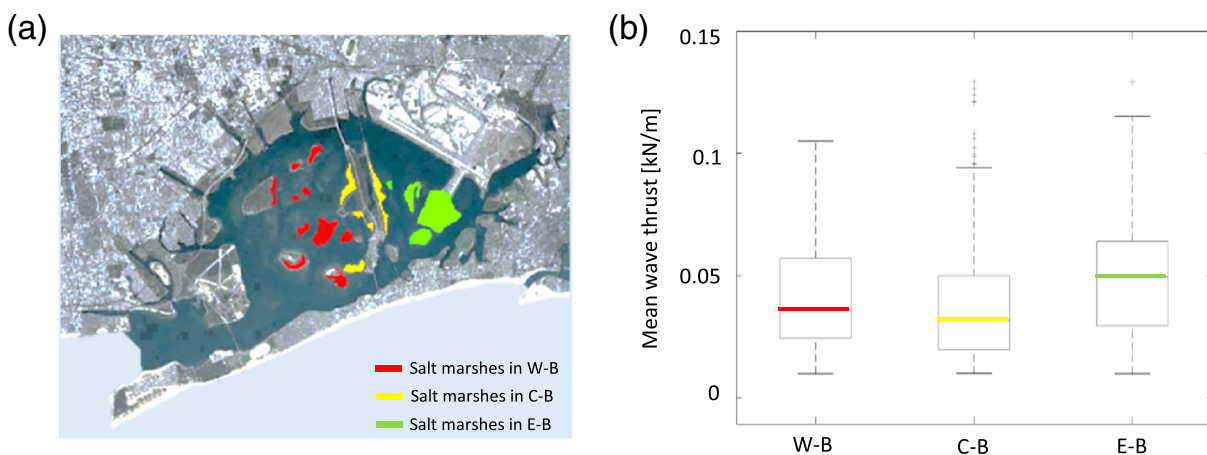 (a)
Salt marshes in W-B
Salt marshes in C-B
Salt marshes in E-B
(b)
Mean wave thrust [kN/m]
0.15
0.1
0.05
0
W-B
C-B
E-B